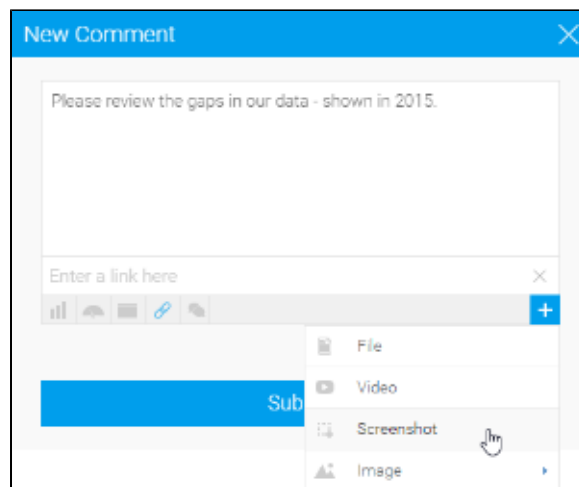 New Comment
Please review the gaps in our data - shown in 2015.
Enter a link here
File
Video
Sub
Screenshot
Image